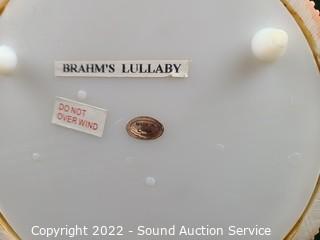 BRAHM'S LULLABY
DO NOT
OVER WIND
Copyright 2022 - Sound Auction Service